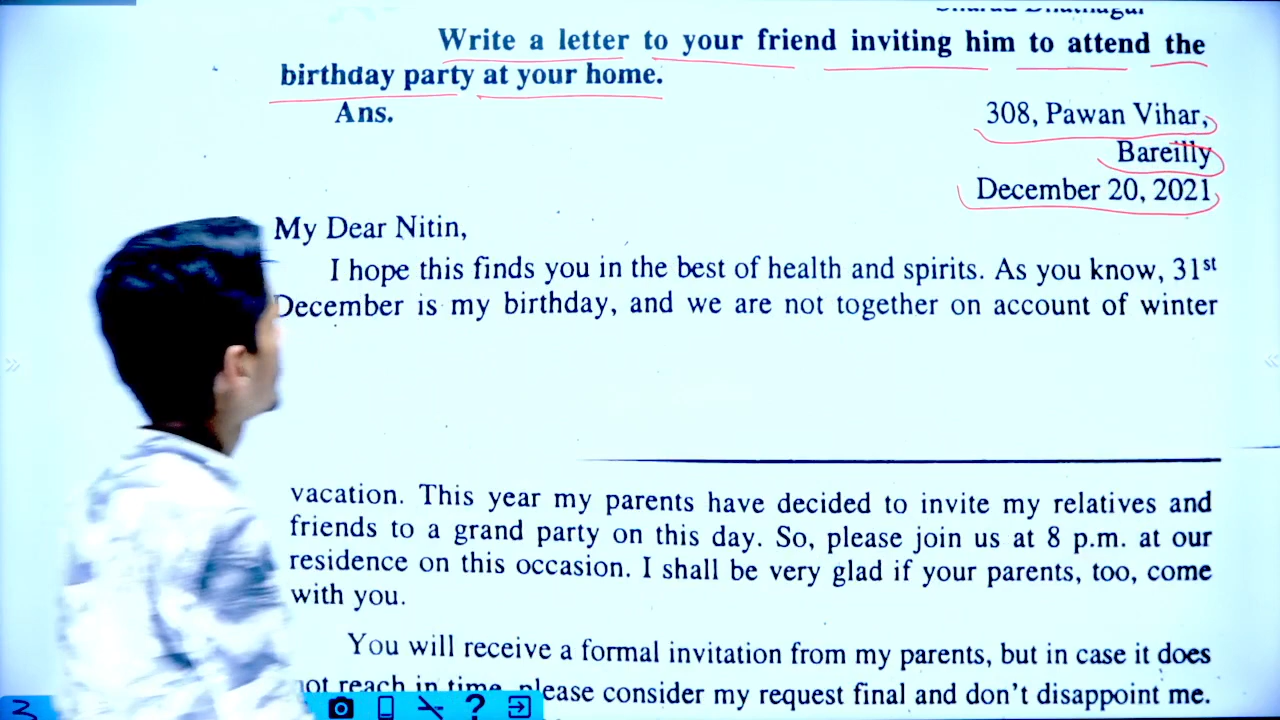 Write a letter to your friend inviting him to attend the
birthday party at your home.
Ans.
308, Pawan Vihar,
Bareilly
December 20, 2021
My Dear Nitin,
I hope this finds you in the best of health and spirits. As you know, 31st
December is my birthday, and we are not together on account of winter
vacation. This year my parents have decided to invite my relatives and
friends to a grand party on this day. So, please join us at 8 p.m. at our
residence on this occasion. I shall be very glad if your parents, too, come
with you.
You will receive a formal invitation from my parents, but in case it does
not reach in time, please consider my request final and don't disappoint me.